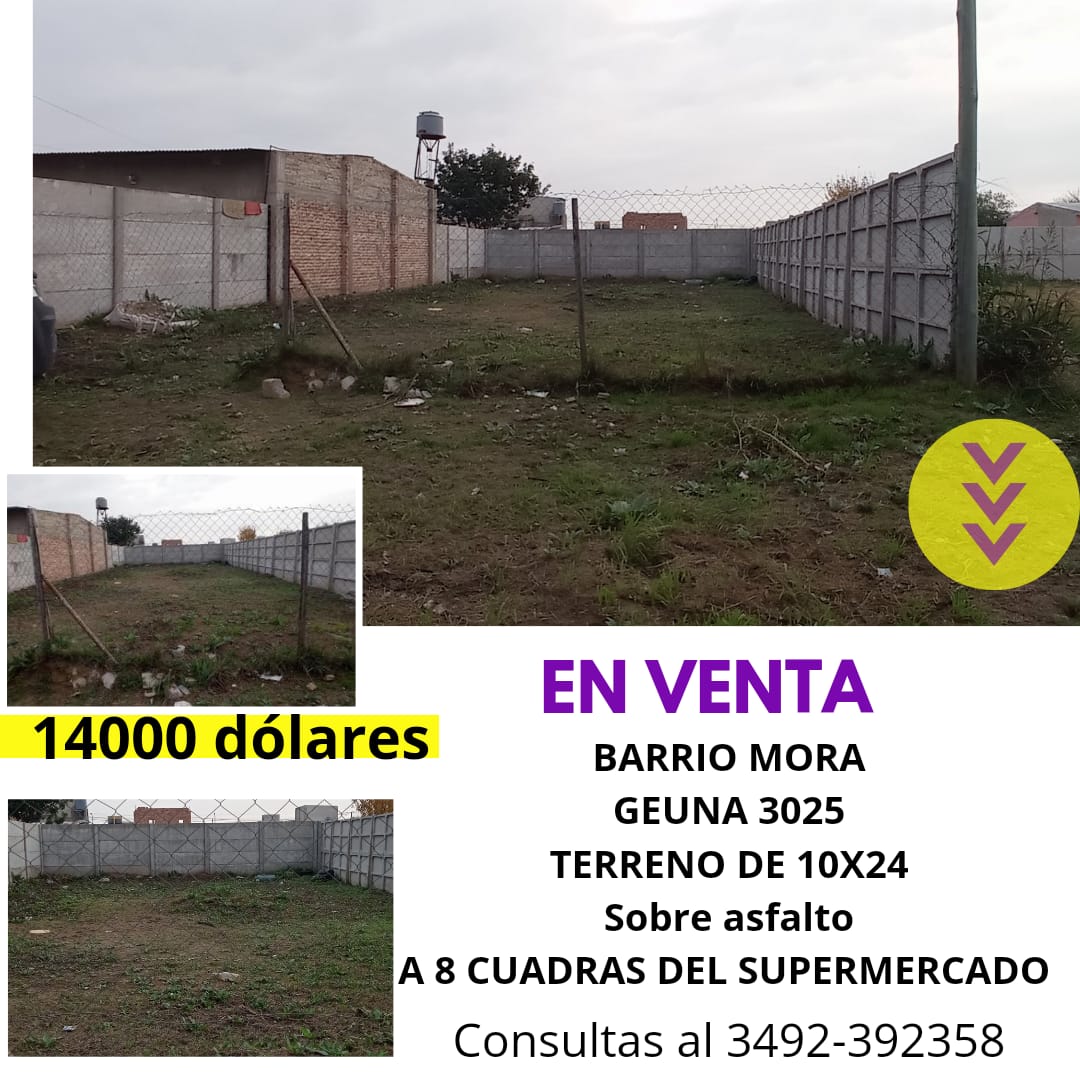 EN VENTA
14000 dólares
BARRIO MORA
GEUNA 3025
TERRENO DE 10X24
Sobre asfalto
A 8 CUADRAS DEL SUPERMERCADO
Consultas al 3492-392358